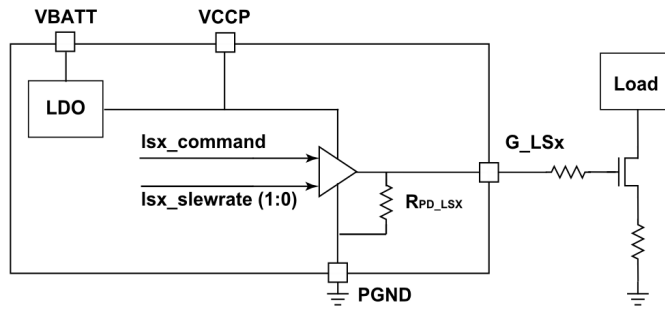 VBATT
VCCP
LDO
Load
lsx_command
G_LSx
lsx_slewrate (1:0)
RPD_LSX
PGND